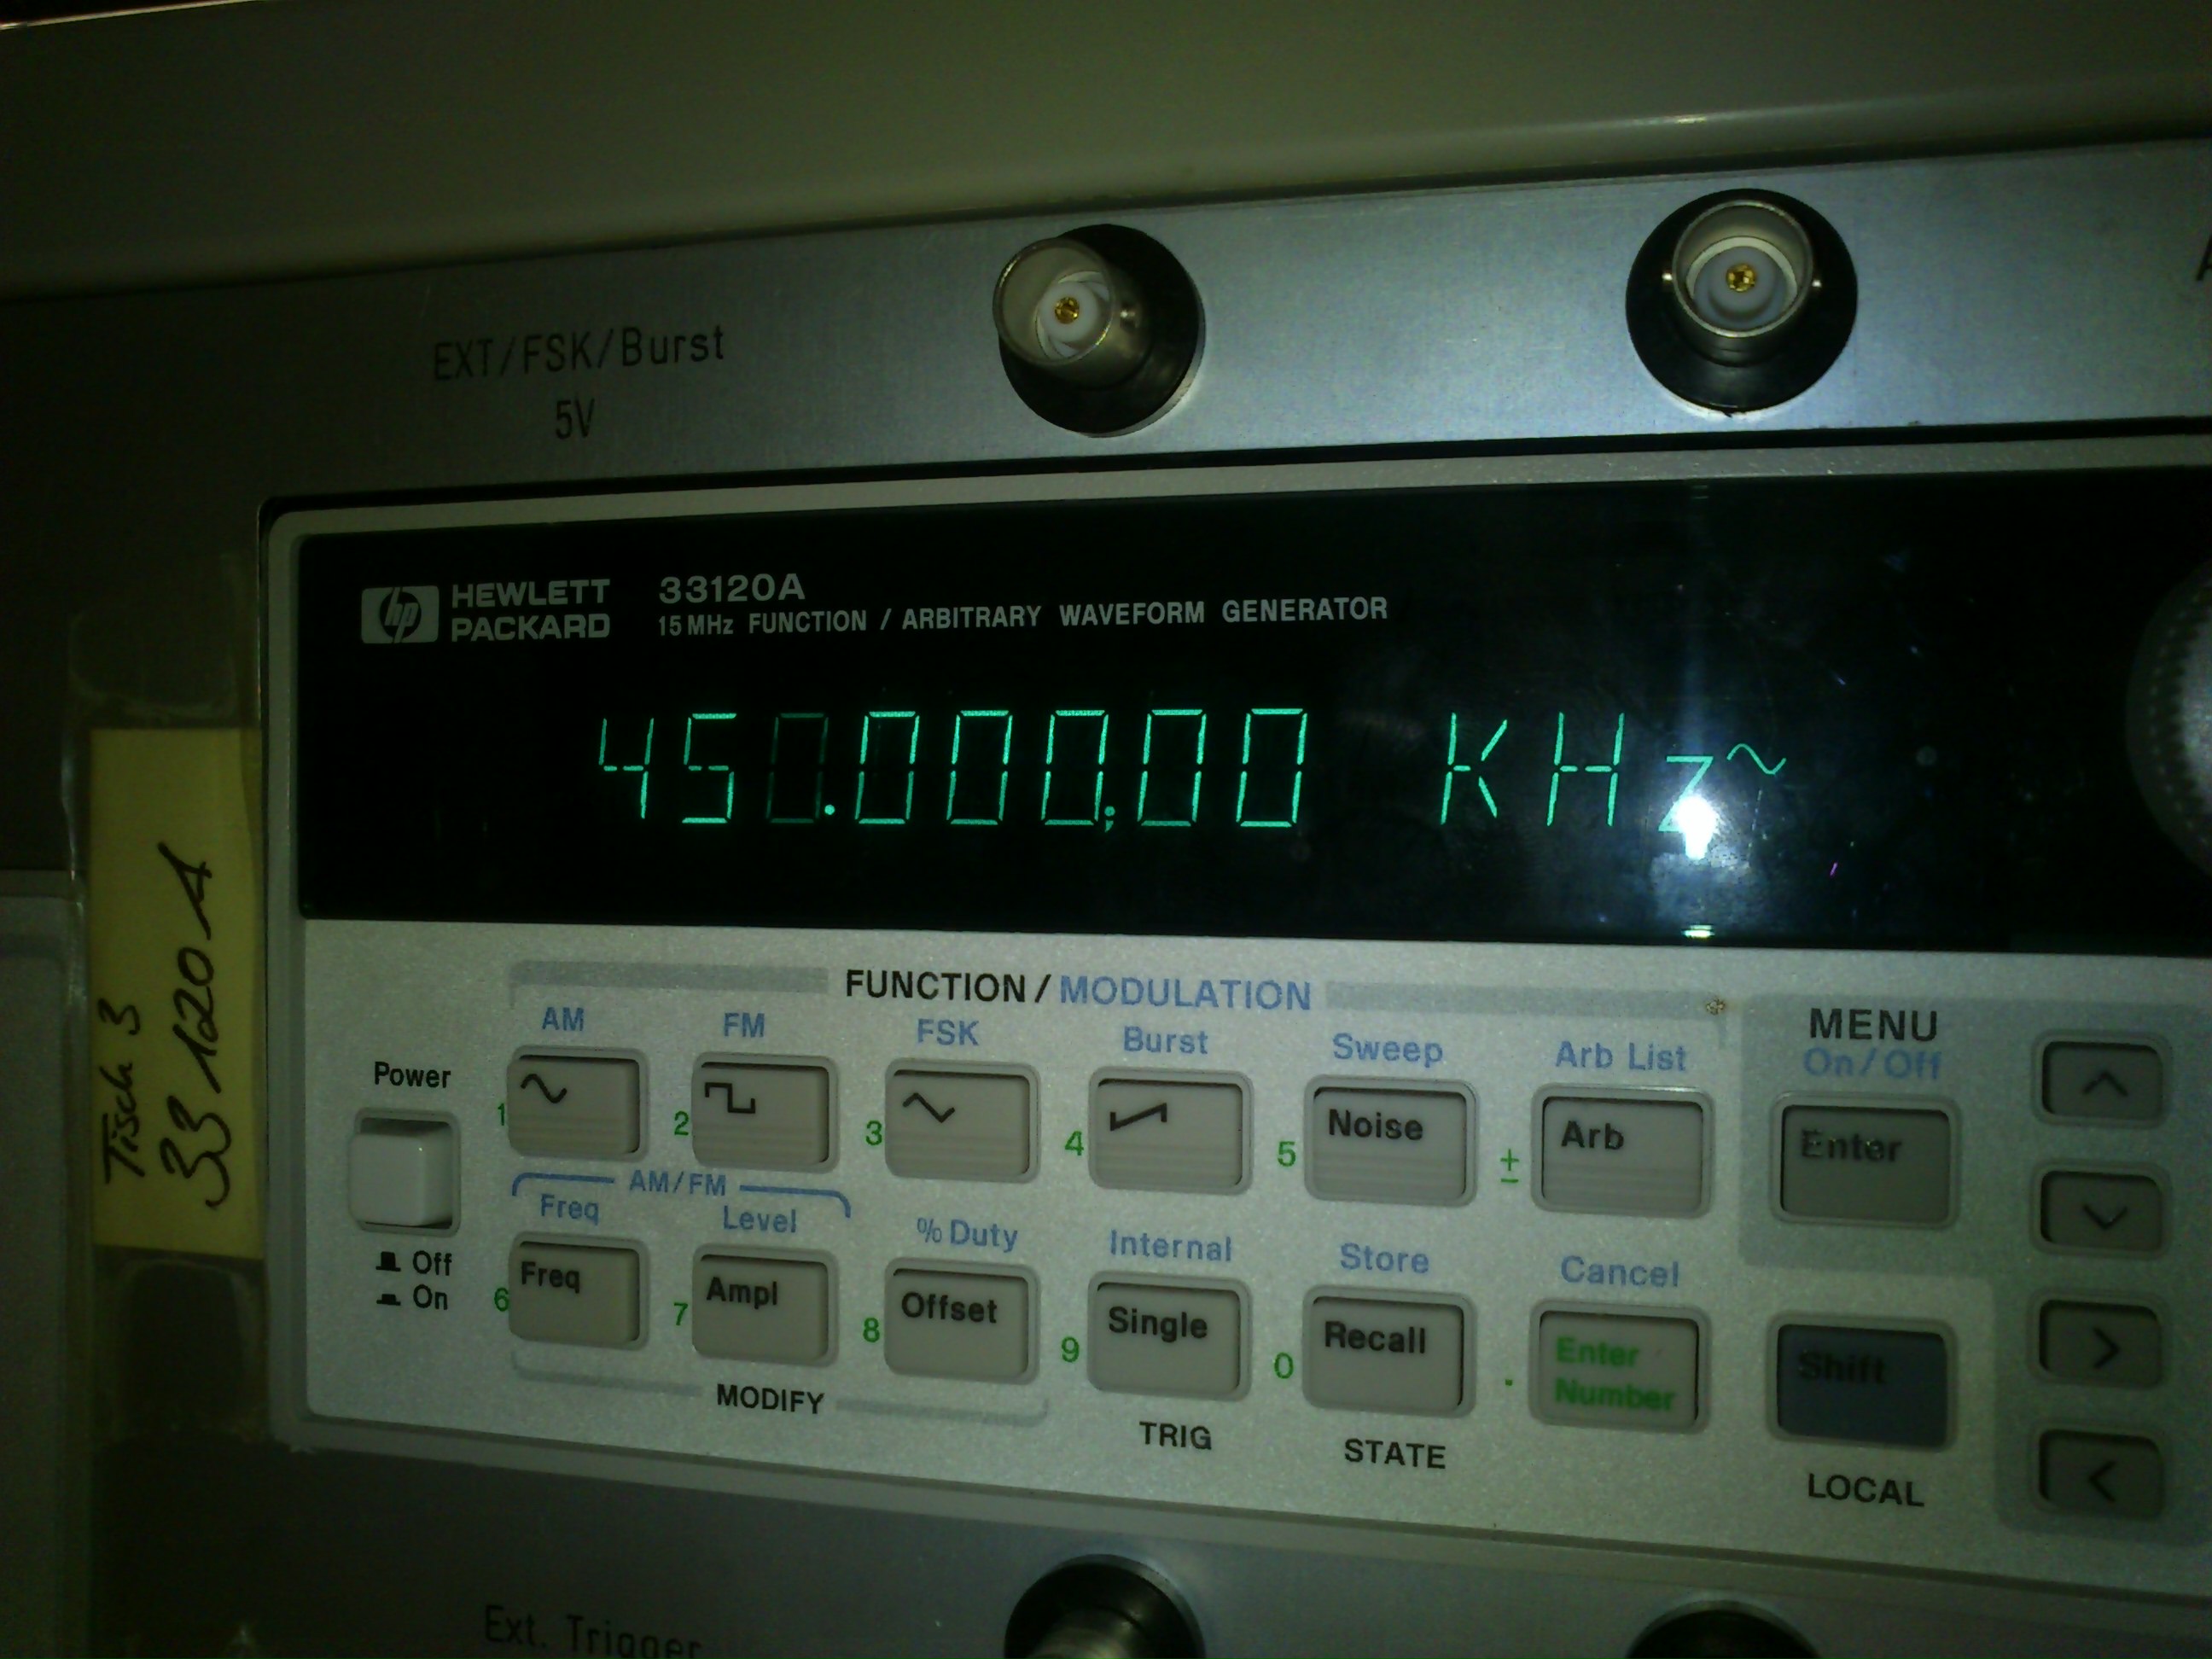 EXT/FSK/Burst
5V
HEWLETT
PACKARD
hp
33120A
15 MHz FUNCTION / ARBITRARY WAVEFORM GENERATOR
450.000,00 KHz~
Tisch 3
33120A
FUNCTION / MODULATION
AM FM FSK Burst Sweep Arb List
MENU
On/Off
Power
1 2 3 4 5 Noise ± Arb Enter
AM/FM
Freq Level % Duty Internal Store Cancel
Off
On
6 Freq 7 Ampl 8 Offset 9 Single 0 Recall . Enter Number Shift
MODIFY TRIG STATE LOCAL
Ext. Trigger